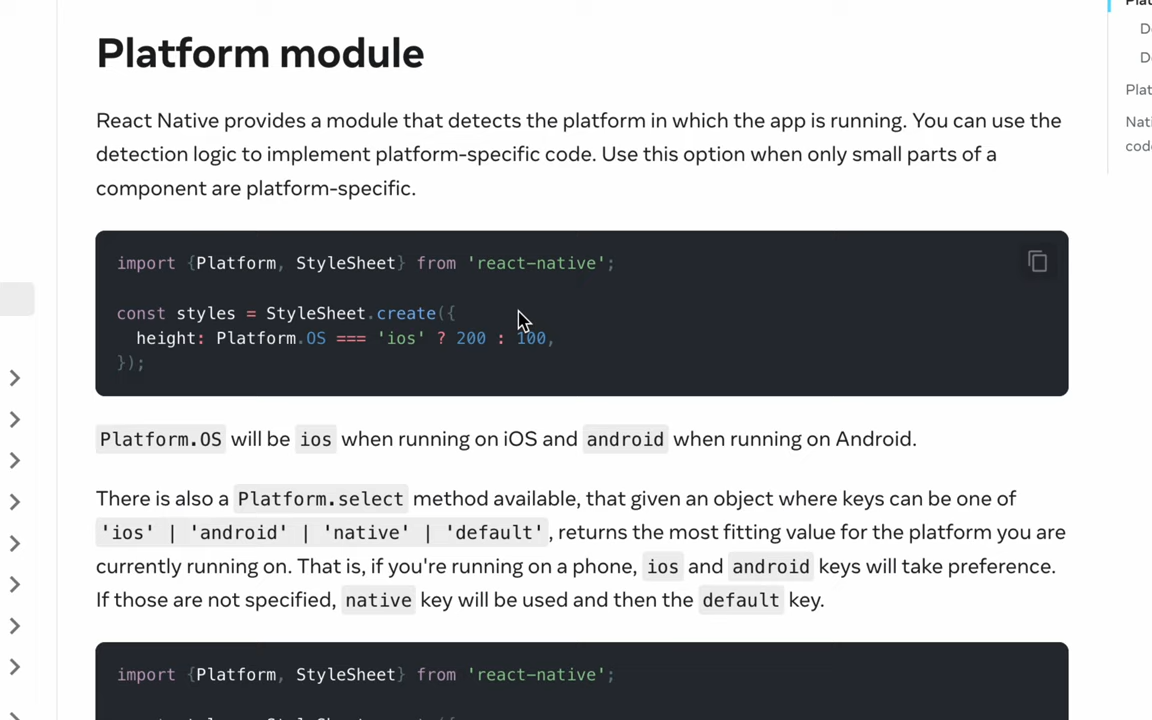 Platform module
React Native provides a module that detects the platform in which the app is running. You can use the
detection logic to implement platform-specific code. Use this option when only small parts of a
component are platform-specific.
import {Platform, StyleSheet} from 'react-native';
const styles = StyleSheet.create({
  height: Platform.OS === 'ios' ? 200 : 100,
});
Platform.OS will be ios when running on iOS and android when running on Android.
There is also a Platform.select method available, that given an object where keys can be one of
'ios' | 'android' | 'native' | 'default', returns the most fitting value for the platform you are
currently running on. That is, if you're running on a phone, ios and android keys will take preference.
If those are not specified, native key will be used and then the default key.
import {Platform, StyleSheet} from 'react-native';